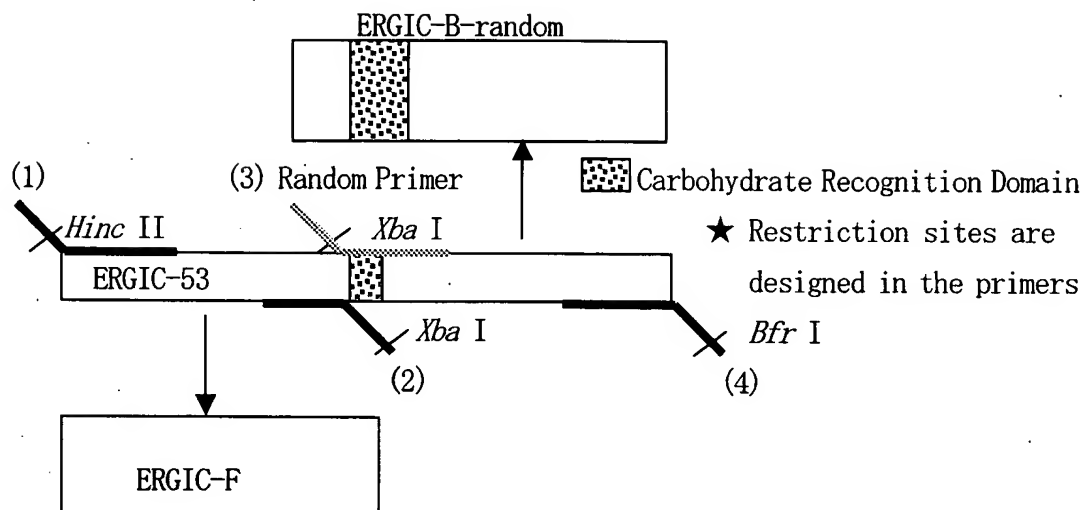 ERGIC-B-random
(1)
(3) Random Primer
Carbohydrate Recognition Domain
Hinc II
Xba I
★ Restriction sites are
designed in the primers
ERGIC-53
Xba I
Bfr I
(2)
(4)
ERGIC-F